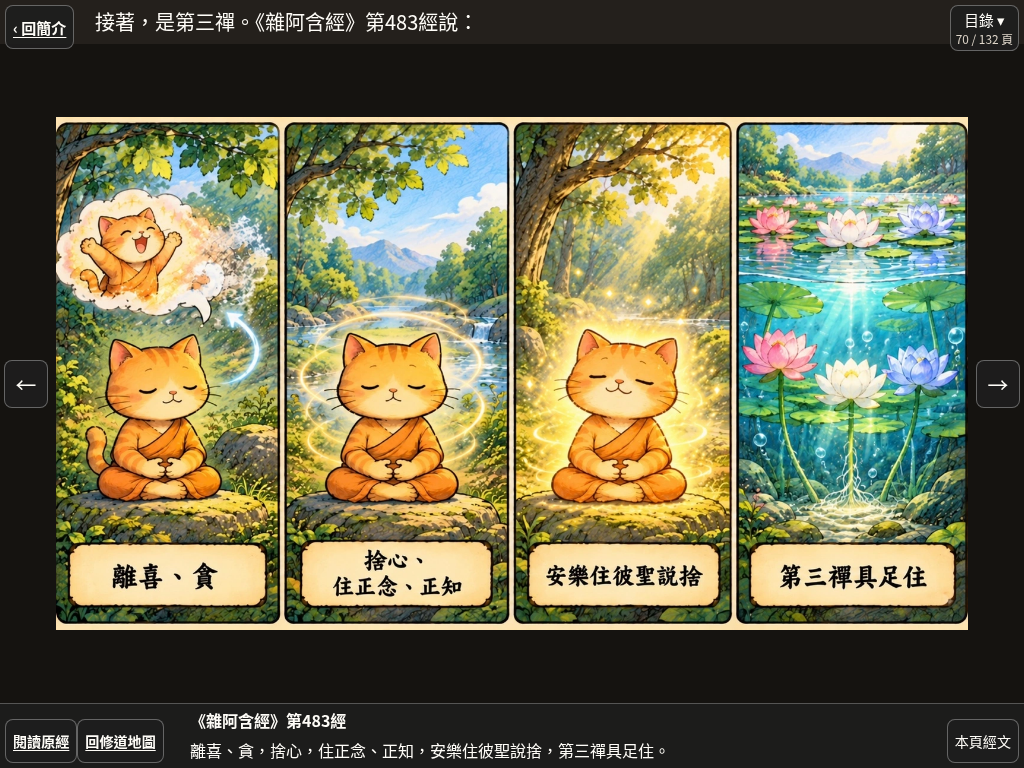 ‹ 回簡介
接著，是第三禪。《雜阿含經》第483經說：
目錄 ▾
70 / 132 頁
←
→
離喜、貪
捨心、
住正念、正知
安樂住彼聖説捨
第三禪具足住
閱讀原經
回修道地圖
《雜阿含經》第483經
離喜、貪，捨心，住正念、正知，安樂住彼聖說捨，第三禪具足住。
本頁經文